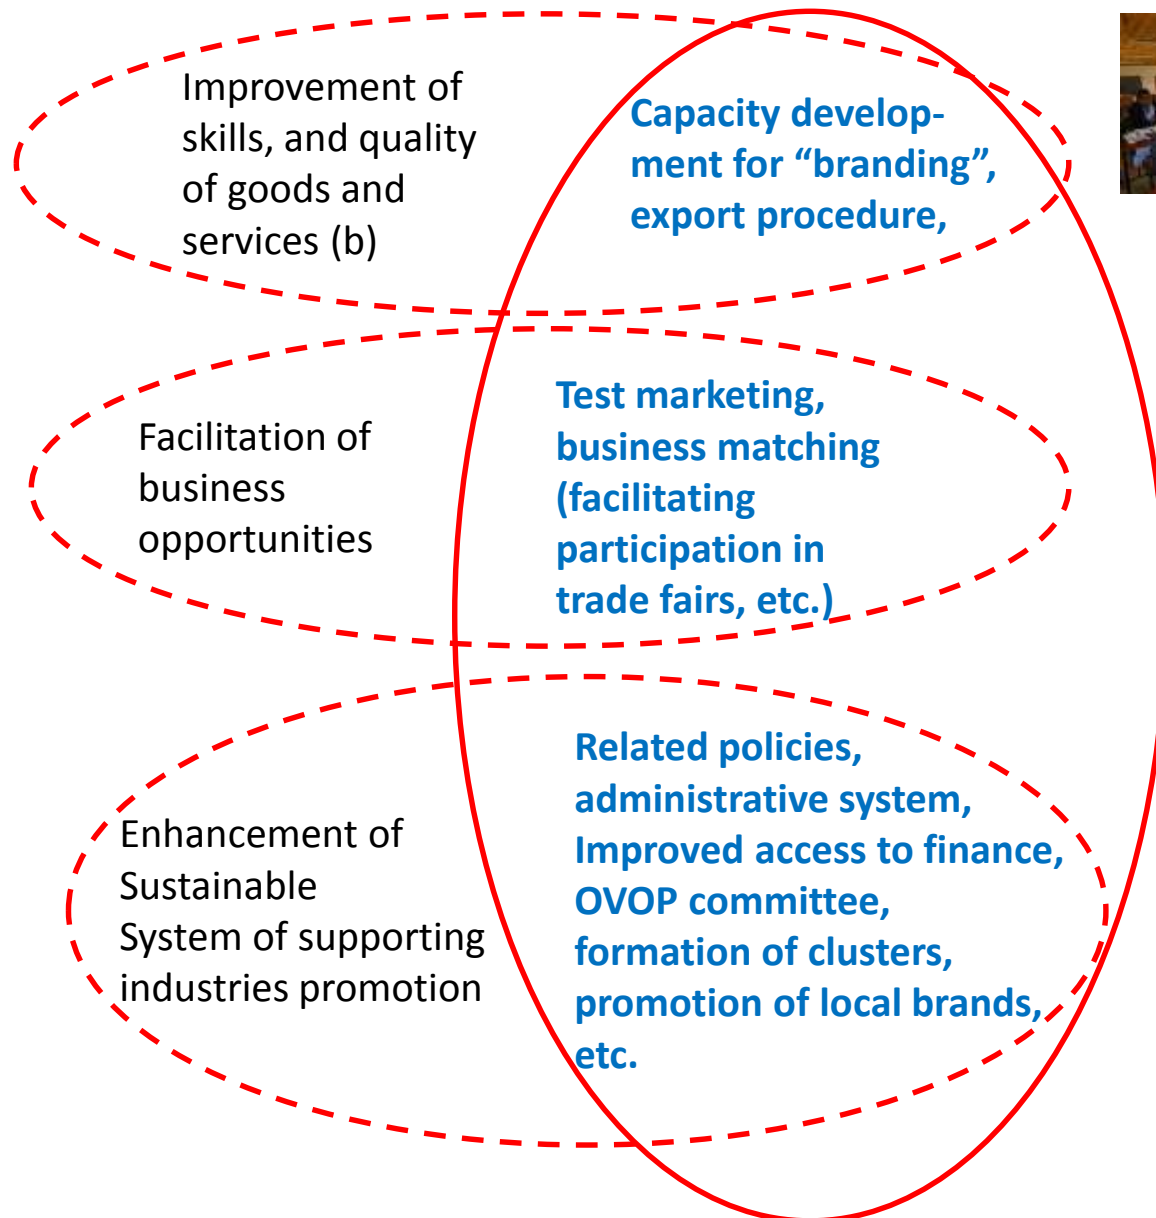 Improvement of
skills, and quality
of goods and
services (b)
Capacity develop-
ment for “branding”,
export procedure,
Facilitation of
business
opportunities
Test marketing,
business matching
(facilitating
participation in
trade fairs, etc.)
Enhancement of
Sustainable
System of supporting
industries promotion
Related policies,
administrative system,
Improved access to finance,
OVOP committee,
formation of clusters,
promotion of local brands,
etc.